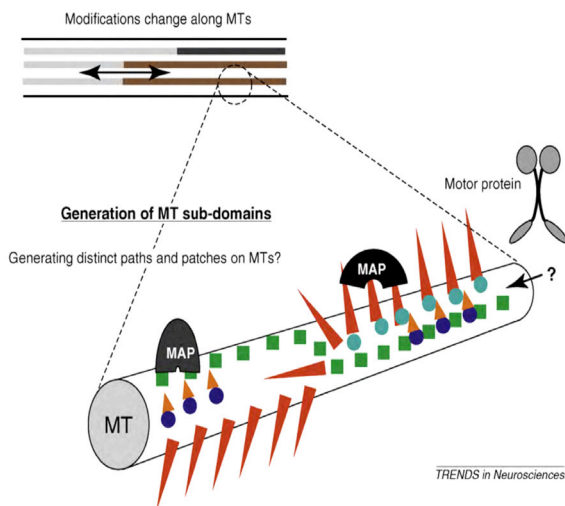 Modifications change along MTs
Motor protein
Generation of MT sub-domains
Generating distinct paths and patches on MTs?
MAP
?
MAP
MT
TRENDS in Neurosciences